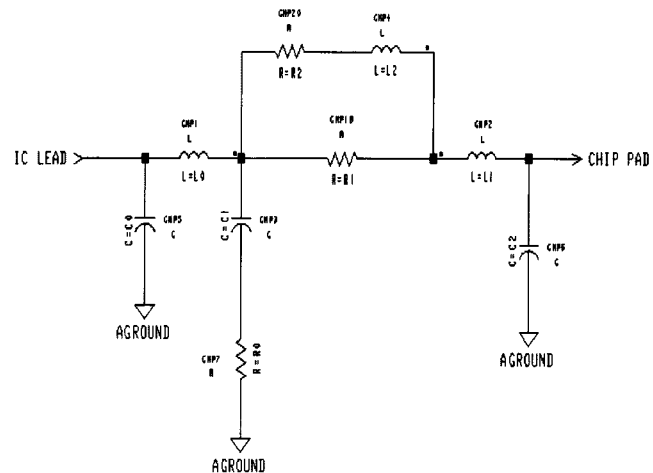 CMP20
R
R=R2
CMP4
L
L=L2
CMP1
L
L=L0
CMP18
R
R=R1
CMP2
L
L=L1
IC LEAD
CHIP PAD
C=C0
CMP5
C
AGROUND
C=C1
CMP3
C
CMP7
R
R=R0
AGROUND
C=C2
CMP6
C
AGROUND